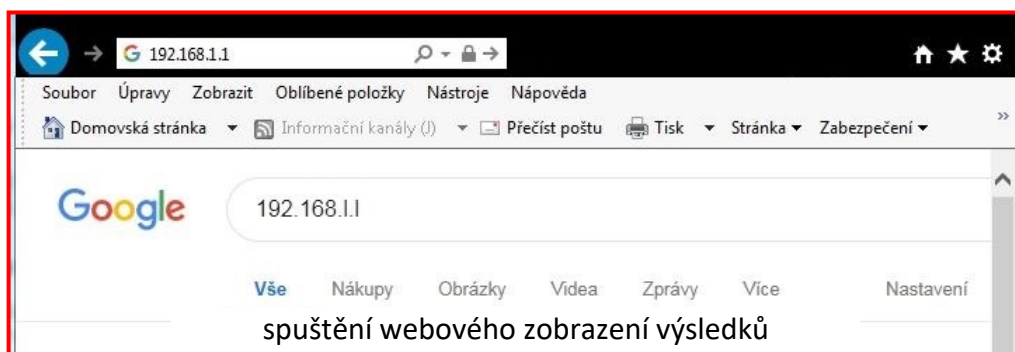 192.168.1.1
Soubor Úpravy Zobrazit Oblíbené položky Nástroje Nápověda
Domovská stránka Informační kanály (J) Přečíst poštu Tisk Stránka Zabezpečení »
Google 192.168.l.l
Vše Nákupy Obrázky Videa Zprávy Více Nastavení
spuštění webového zobrazení výsledků